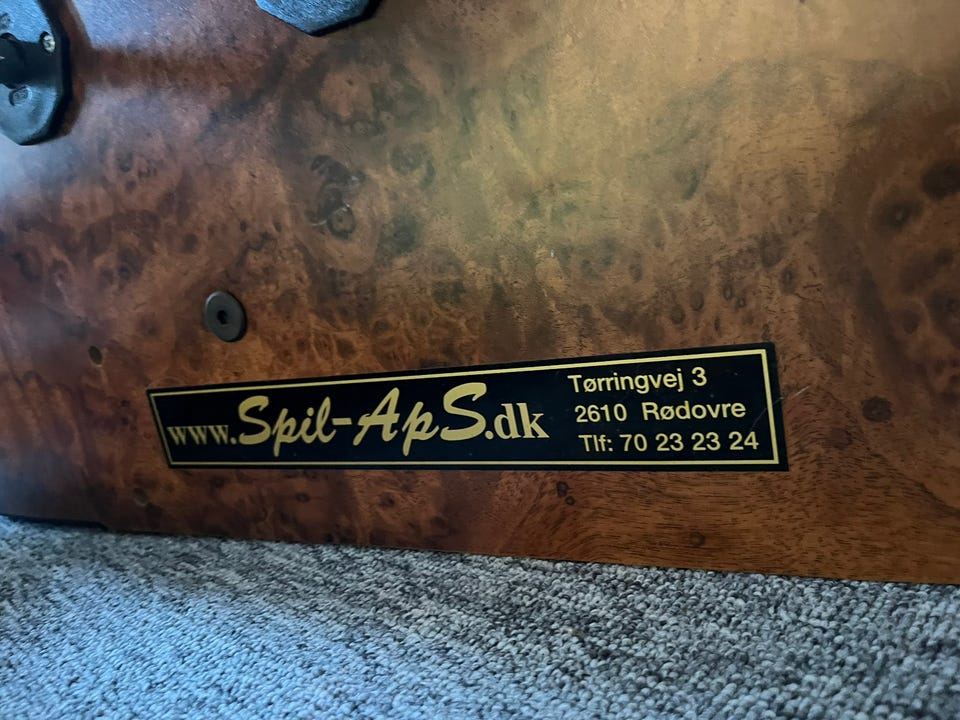 www.Spil-ApS.dk
Tørringvej 3
2610 Rødovre
Tlf: 70 23 23 24